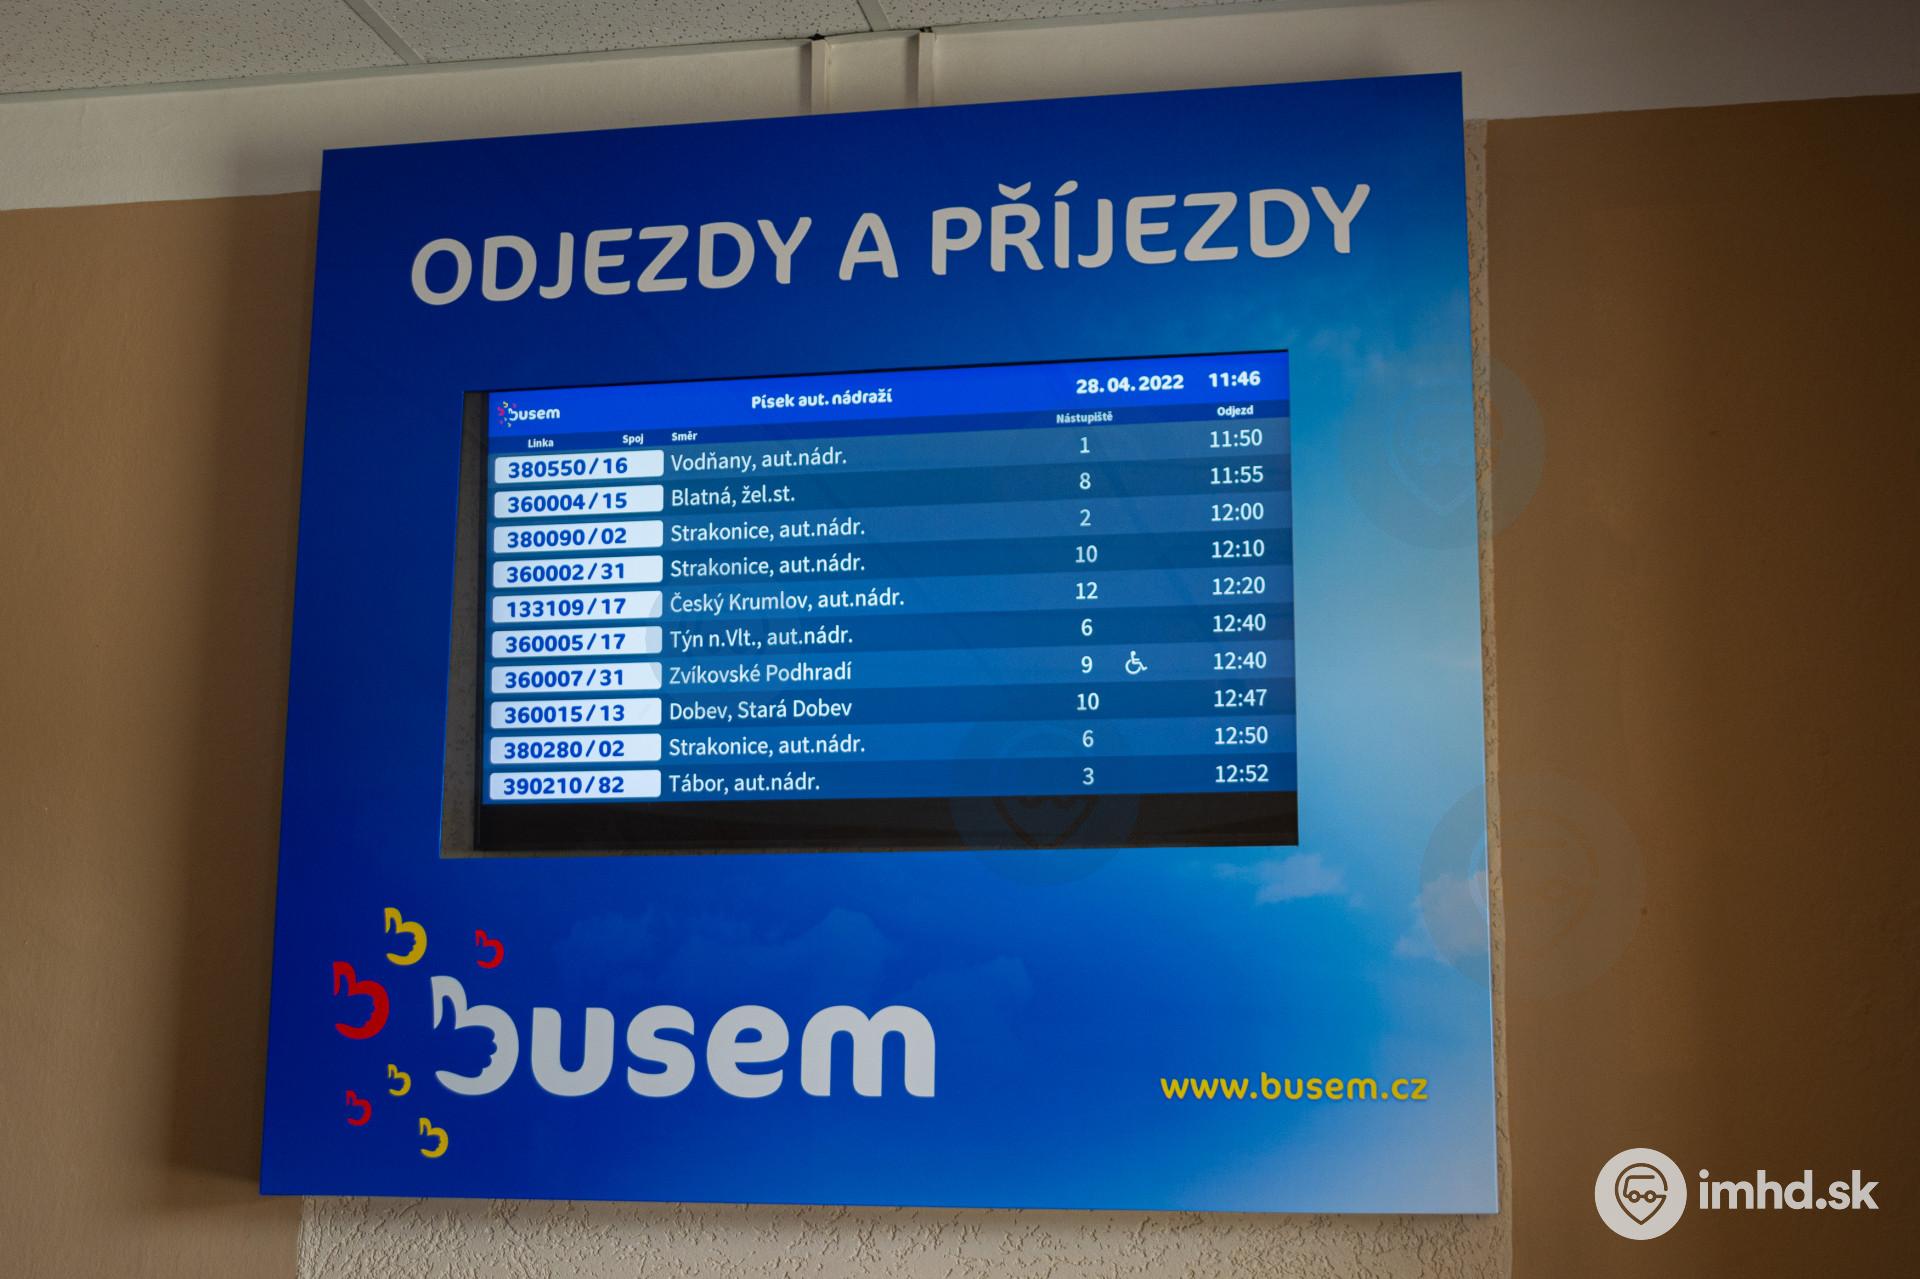 ODJEZDY A PŘÍJEZDY
busem Písek aut. nádraží 28.04.2022 11:46
Linka Spoj Směr Nástupiště Odjezd
380550/16 Vodňany, aut.nádr. 1 11:50
360004/15 Blatná, žel.st. 8 11:55
380090/02 Strakonice, aut.nádr. 2 12:00
360002/31 Strakonice, aut.nádr. 10 12:10
133109/17 Český Krumlov, aut.nádr. 12 12:20
360005/17 Týn n.Vlt., aut.nádr. 6 12:40
360007/31 Zvíkovské Podhradí 9 12:40
360015/13 Dobev, Stará Dobev 10 12:47
380280/02 Strakonice, aut.nádr. 6 12:50
390210/82 Tábor, aut.nádr. 3 12:52
busem
www.busem.cz
imhd.sk